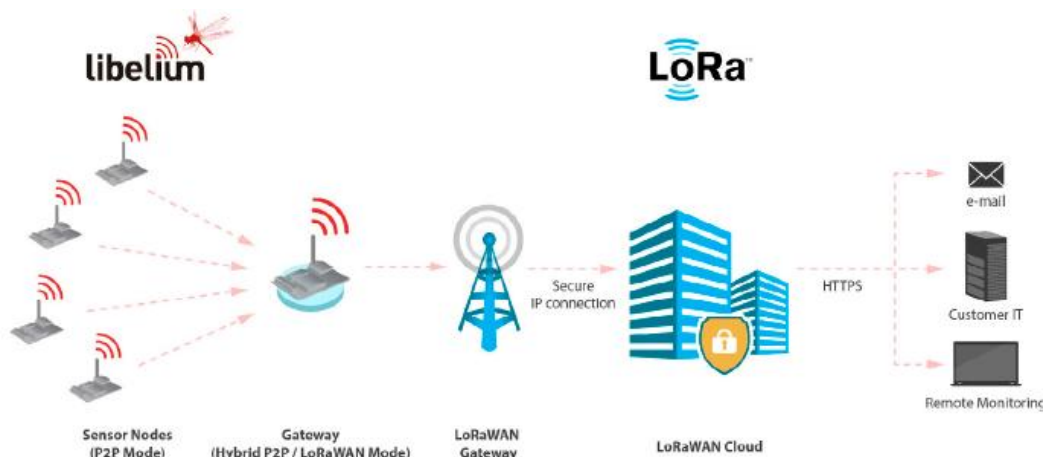 libelium
LoRa™
e-mail
Secure
IP connection
HTTPS
Customer IT
Remote Monitoring
Sensor Nodes
(P2P Mode)
Gateway
(Hybrid P2P / LoRaWAN Mode)
LoRaWAN
Gateway
LoRaWAN Cloud